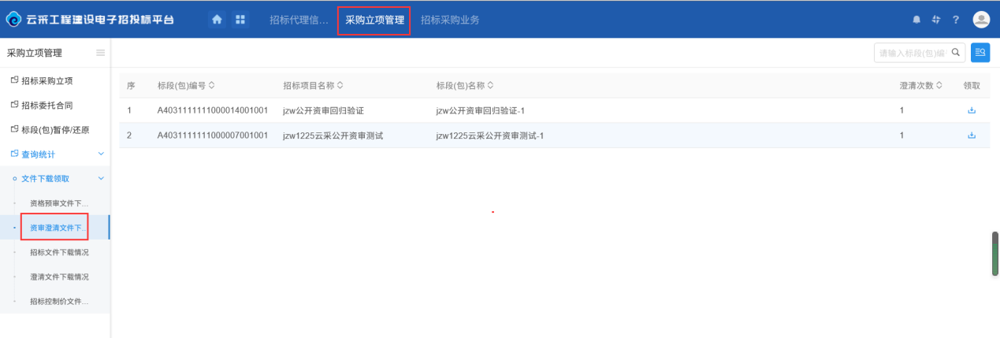 云采工程建设电子招投标平台
招标代理信...
采购立项管理
招标采购业务
?
采购立项管理
请输入标段(包)编
招标采购立项
招标委托合同
标段(包)暂停/还原
查询统计
文件下载领取
资格预审文件下...
资审澄清文件下...
招标文件下载情况
澄清文件下载情况
招标控制价文件...
序 标段(包)编号 招标项目名称 标段(包)名称 澄清次数 领取
1 A4031111111000014001001 jzw公开资审回归验证 jzw公开资审回归验证-1 1
2 A4031111111000007001001 jzw1225云采公开资审测试 jzw1225云采公开资审测试-1 1